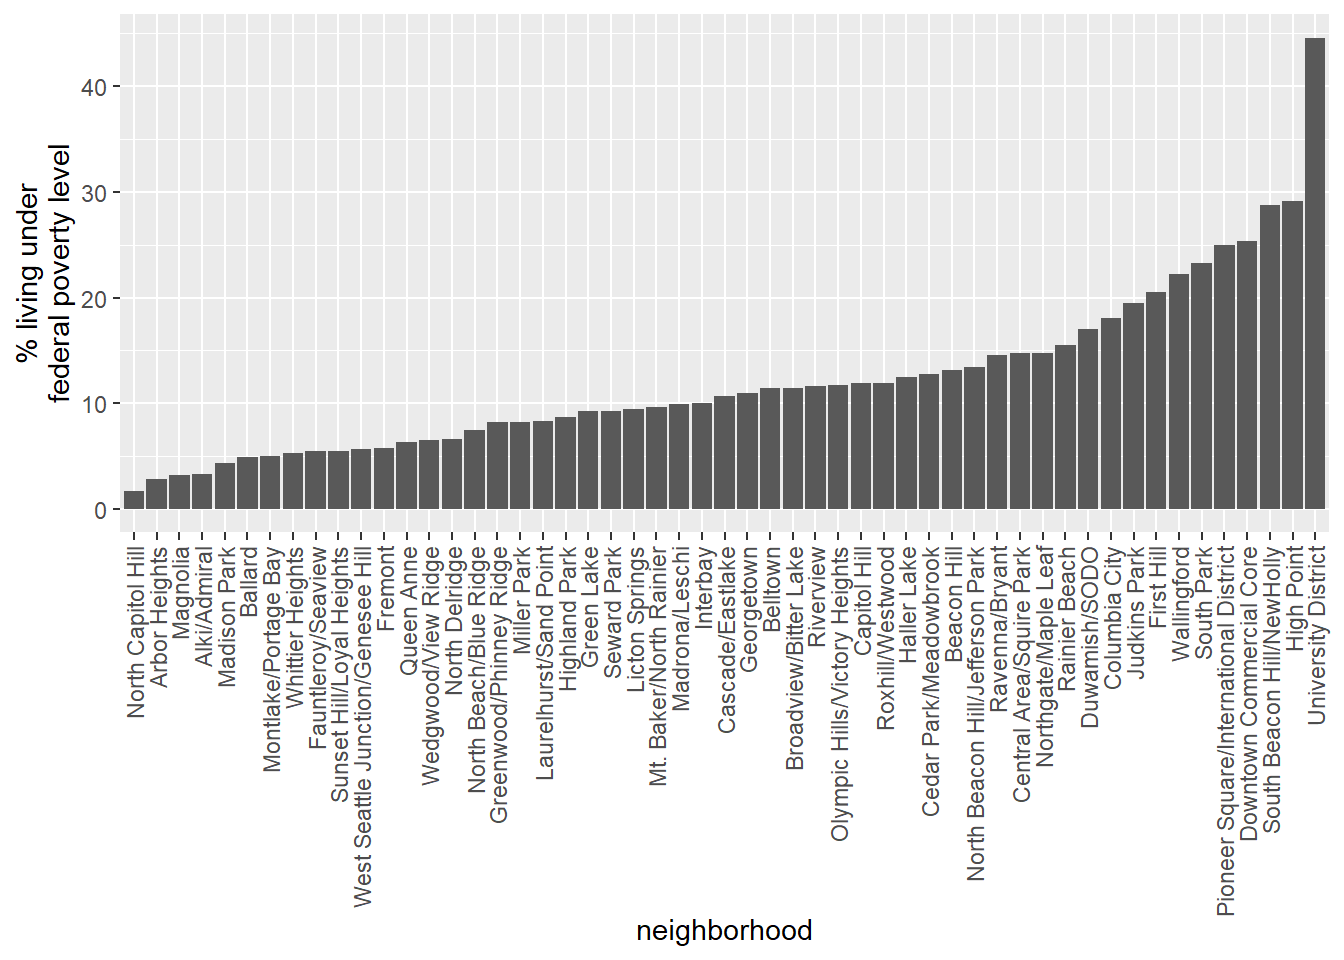 % living under
federal poverty level
40
30
20
10
0
North Capitol Hill
Arbor Heights
Magnolia
Alki/Admiral
Madison Park
Ballard
Montlake/Portage Bay
Whittier Heights
Fauntleroy/Seaview
Sunset Hill/Loyal Heights
West Seattle Junction/Genesee Hill
Fremont
Queen Anne
Wedgwood/View Ridge
North Delridge
North Beach/Blue Ridge
Greenwood/Phinney Ridge
Miller Park
Laurelhurst/Sand Point
Highland Park
Green Lake
Seward Park
Licton Springs
Mt. Baker/North Rainier
Madrona/Leschi
Interbay
Cascade/Eastlake
Georgetown
Belltown
Broadview/Bitter Lake
Riverview
Olympic Hills/Victory Heights
Capitol Hill
Roxhill/Westwood
Haller Lake
Cedar Park/Meadowbrook
Beacon Hill
North Beacon Hill/Jefferson Park
Ravenna/Bryant
Central Area/Squire Park
Northgate/Maple Leaf
Rainier Beach
Duwamish/SODO
Columbia City
Judkins Park
First Hill
Wallingford
South Park
Pioneer Square/International District
Downtown Commercial Core
South Beacon Hill/NewHolly
High Point
University District
neighborhood